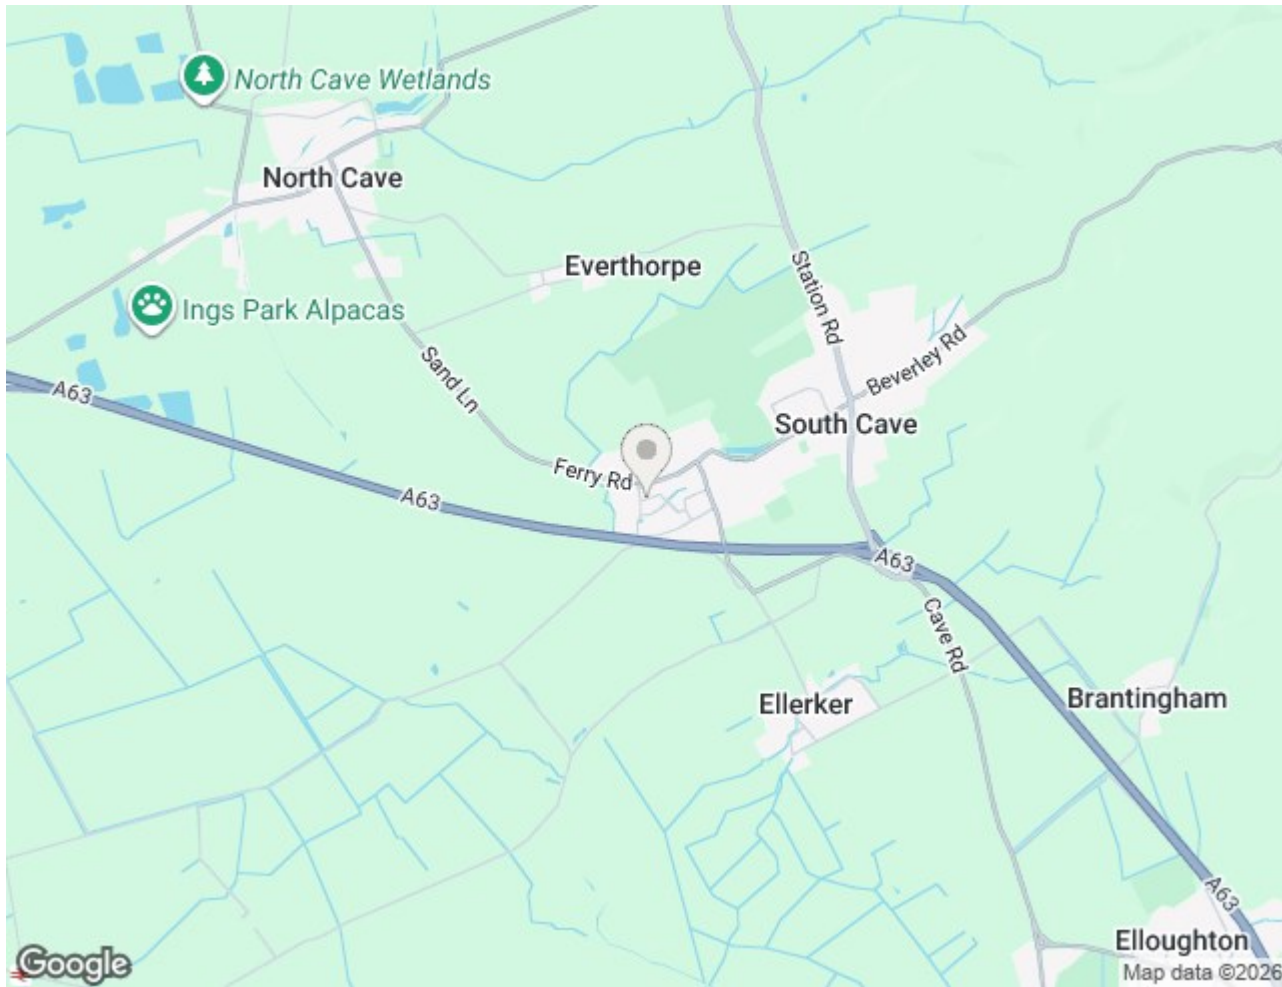 North Cave Wetlands
North Cave
Everthorpe
Station Rd
Ings Park Alpacas
Beverley Rd
Sand Ln
A63
South Cave
Ferry Rd
A63
A63
Cave Rd
Ellerker
Brantingham
A63
Elloughton
Google
Map data ©2026